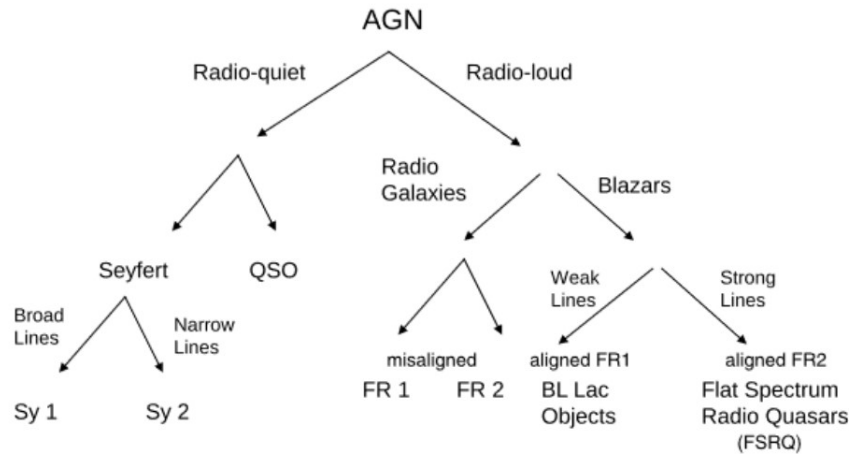 AGN
Radio-quiet
Radio-loud
Radio
Galaxies
Blazars
Seyfert
QSO
Weak
Lines
Strong
Lines
Broad
Lines
Narrow
Lines
misaligned
aligned FR1
aligned FR2
FR 1
FR 2
BL Lac
Objects
Flat Spectrum
Radio Quasars
(FSRQ)
Sy 1
Sy 2